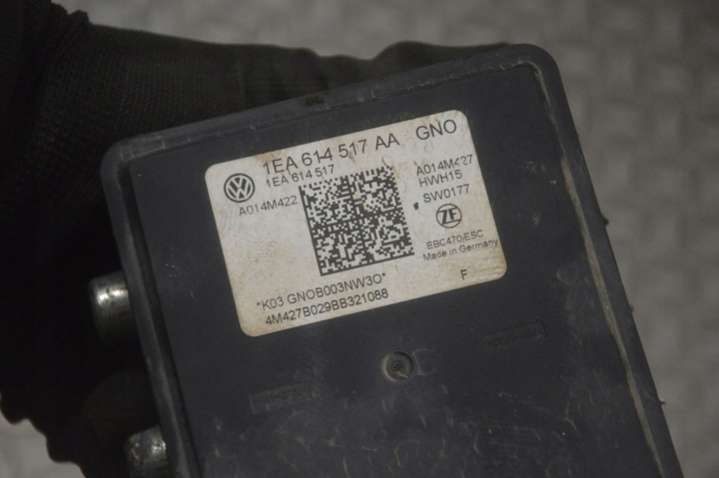 1EA 614 517 AA GNO
1EA 614 517
A014M422
A014M427
HWH15
SW0177
ZF
EBC470/ESC
Made in Germany
F
*K03 GNOB003NW3O*
4M427B029BB321088